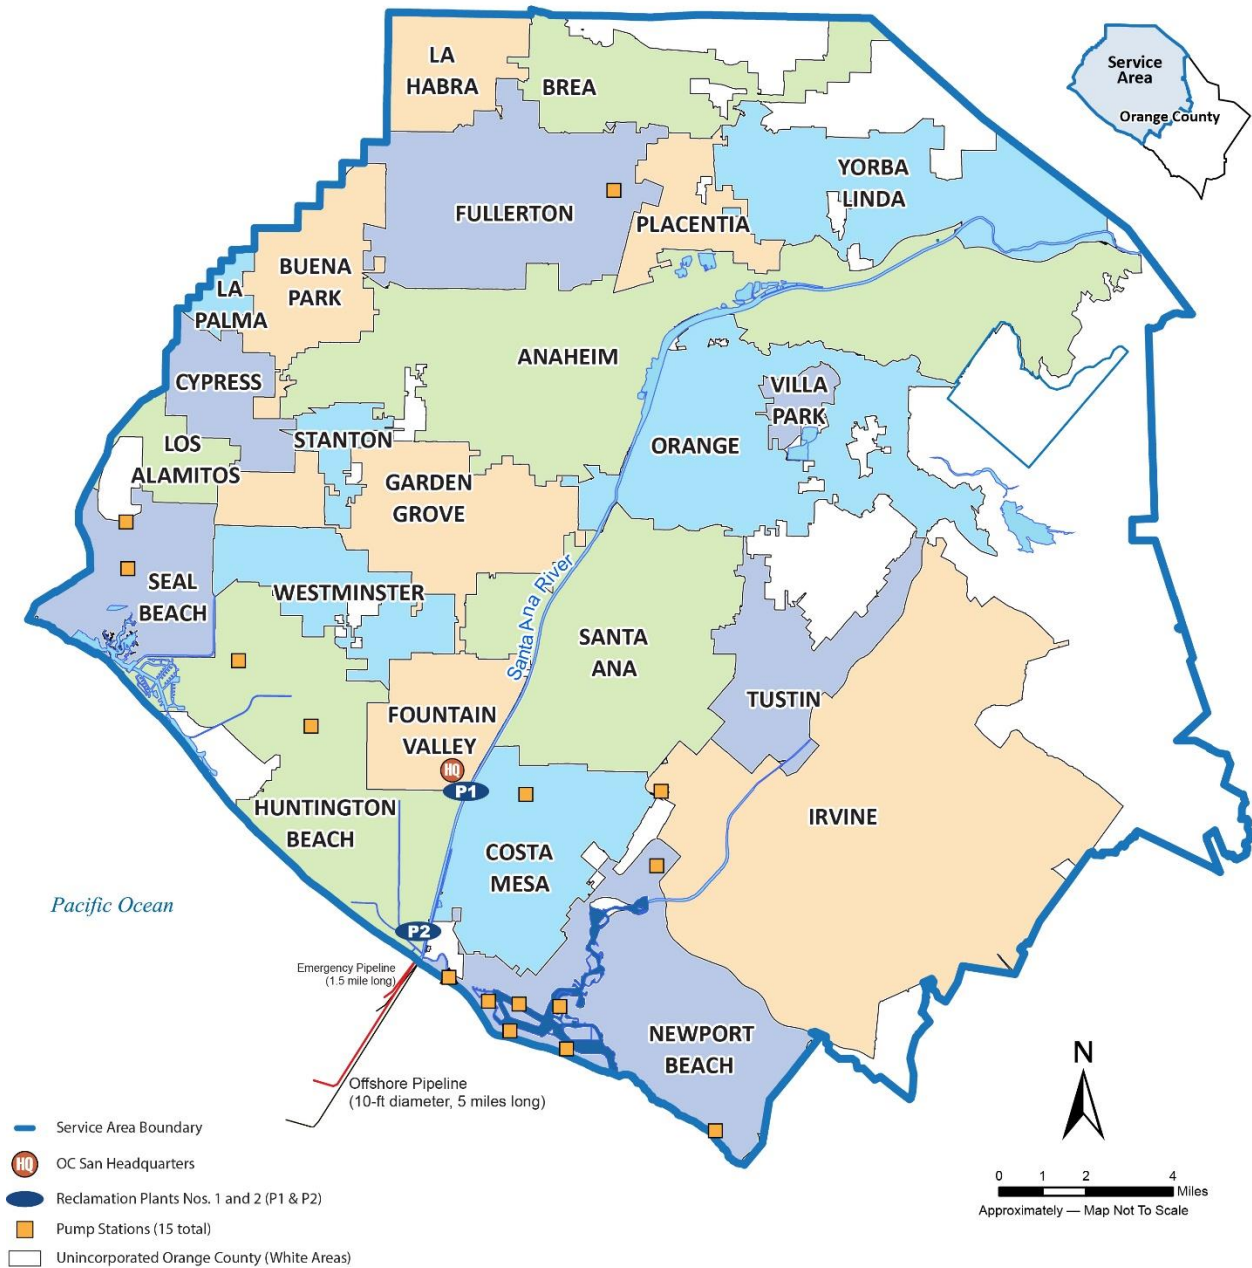 LA
HABRA
BREA
Service
Area
Orange County
YORBA
LINDA
FULLERTON
PLACENTIA
BUENA
PARK
LA
PALMA
ANAHEIM
CYPRESS
VILLA
PARK
STANTON
ORANGE
LOS
ALAMITOS
GARDEN
GROVE
SEAL
BEACH
WESTMINSTER
Santa Ana River
SANTA
ANA
TUSTIN
FOUNTAIN
VALLEY
HQ
P1
HUNTINGTON
BEACH
IRVINE
COSTA
MESA
Pacific Ocean
P2
Emergency Pipeline
(1.5 mile long)
NEWPORT
BEACH
Offshore Pipeline
(10-ft diameter, 5 miles long)
N
Service Area Boundary
HQ OC San Headquarters
Reclamation Plants Nos. 1 and 2 (P1 & P2)
Pump Stations (15 total)
Unincorporated Orange County (White Areas)
0 1 2 4
Miles
Approximately — Map Not To Scale